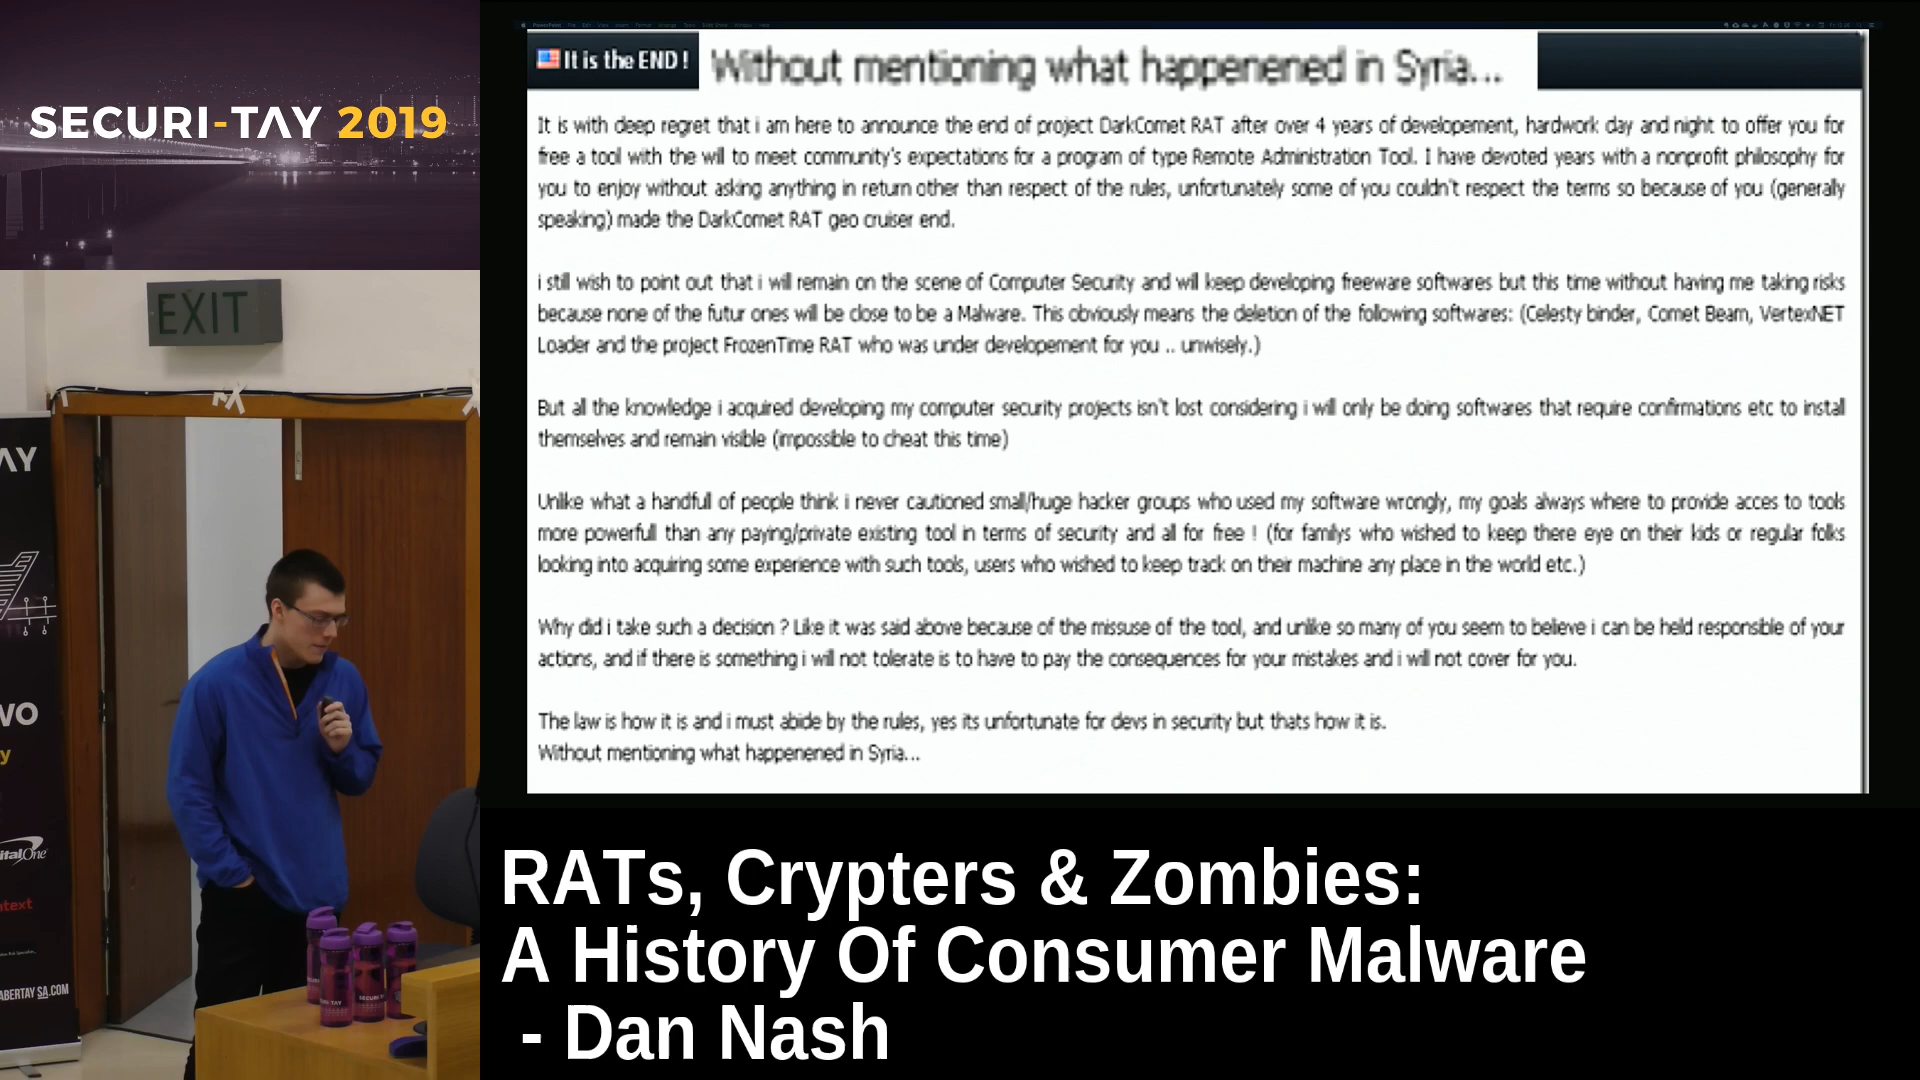 SECURI-TAY 2019
EXIT
AY
WO
y
italOne
ntext
ABERTAY SA.COM
SECURI-TAY
It is the END !
Without mentioning what happenened in Syria...
It is with deep regret that i am here to announce the end of project DarkComet RAT after over 4 years of developement, hardwork day and night to offer you for
free a tool with the will to meet community's expectations for a program of type Remote Administration Tool. I have devoted years with a nonprofit philosophy for
you to enjoy without asking anything in return other than respect of the rules, unfortunately some of you couldn't respect the terms so because of you (generally
speaking) made the DarkComet RAT geo cruiser end.
i still wish to point out that i will remain on the scene of Computer Security and will keep developing freeware softwares but this time without having me taking risks
because none of the futur ones will be close to be a Malware. This obviously means the deletion of the following softwares: (Celesty binder, Comet Beam, VertexNET
Loader and the project FrozenTime RAT who was under developement for you .. unwisely.)
But all the knowledge i acquired developing my computer security projects isn't lost considering i will only be doing softwares that require confirmations etc to install
themselves and remain visible (impossible to cheat this time)
Unlike what a handfull of people think i never cautioned small/huge hacker groups who used my software wrongly, my goals always where to provide acces to tools
more powerfull than any paying/private existing tool in terms of security and all for free ! (for familys who wished to keep there eye on their kids or regular folks
looking into acquiring some experience with such tools, users who wished to keep track on their machine any place in the world etc.)
Why did i take such a decision ? Like it was said above because of the missuse of the tool, and unlike so many of you seem to believe i can be held responsible of your
actions, and if there is something i will not tolerate is to have to pay the consequences for your mistakes and i will not cover for you.
The law is how it is and i must abide by the rules, yes its unfortunate for devs in security but thats how it is.
Without mentioning what happenened in Syria...
RATs, Crypters & Zombies:
A History Of Consumer Malware
- Dan Nash